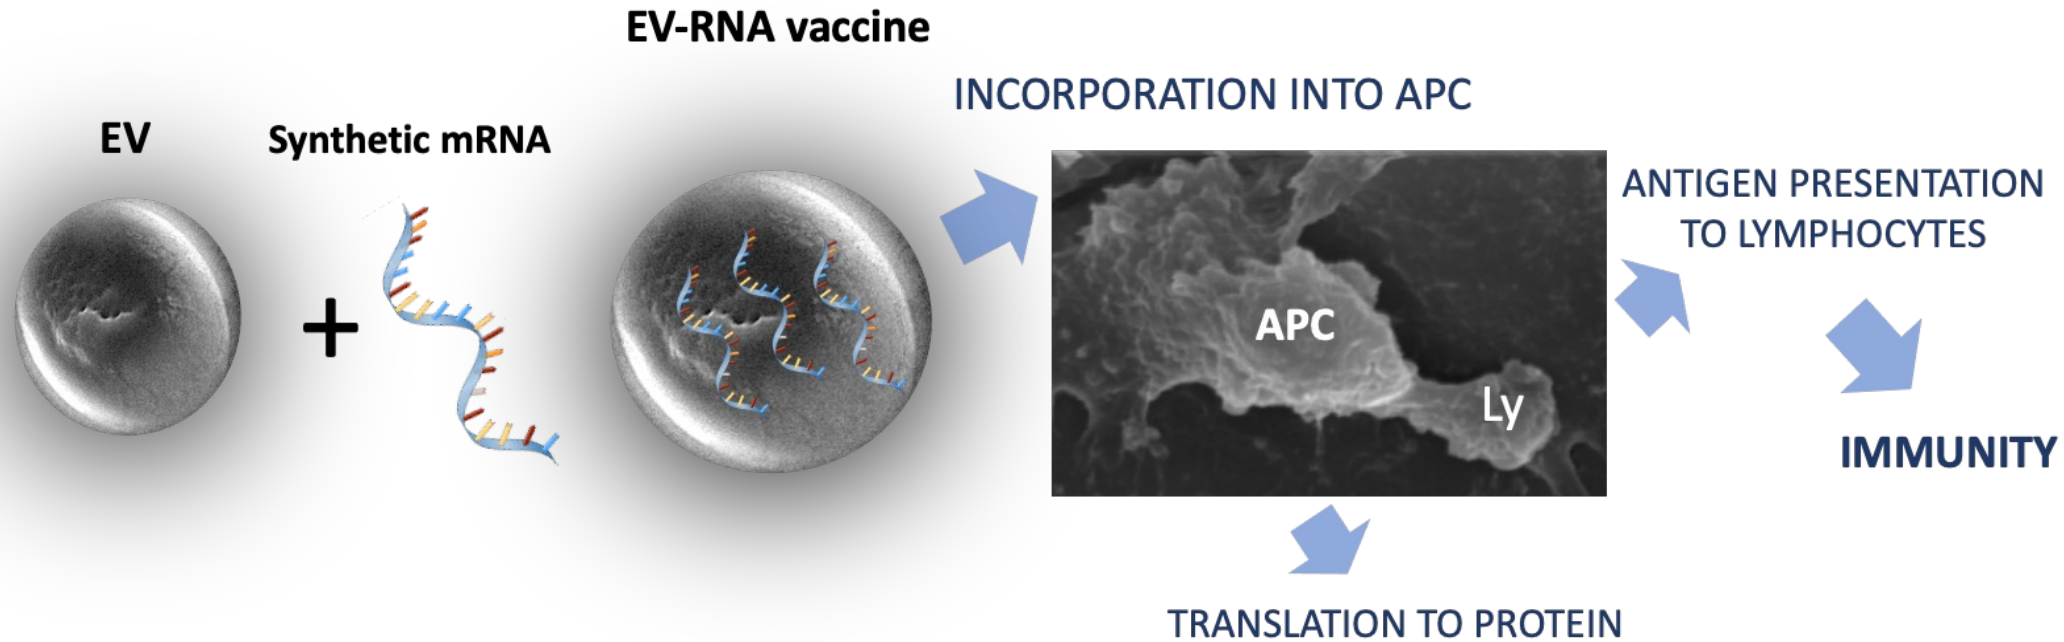 EV-RNA vaccine
EV
Synthetic mRNA
+
INCORPORATION INTO APC
APC
Ly
ANTIGEN PRESENTATION
TO LYMPHOCYTES
IMMUNITY
TRANSLATION TO PROTEIN